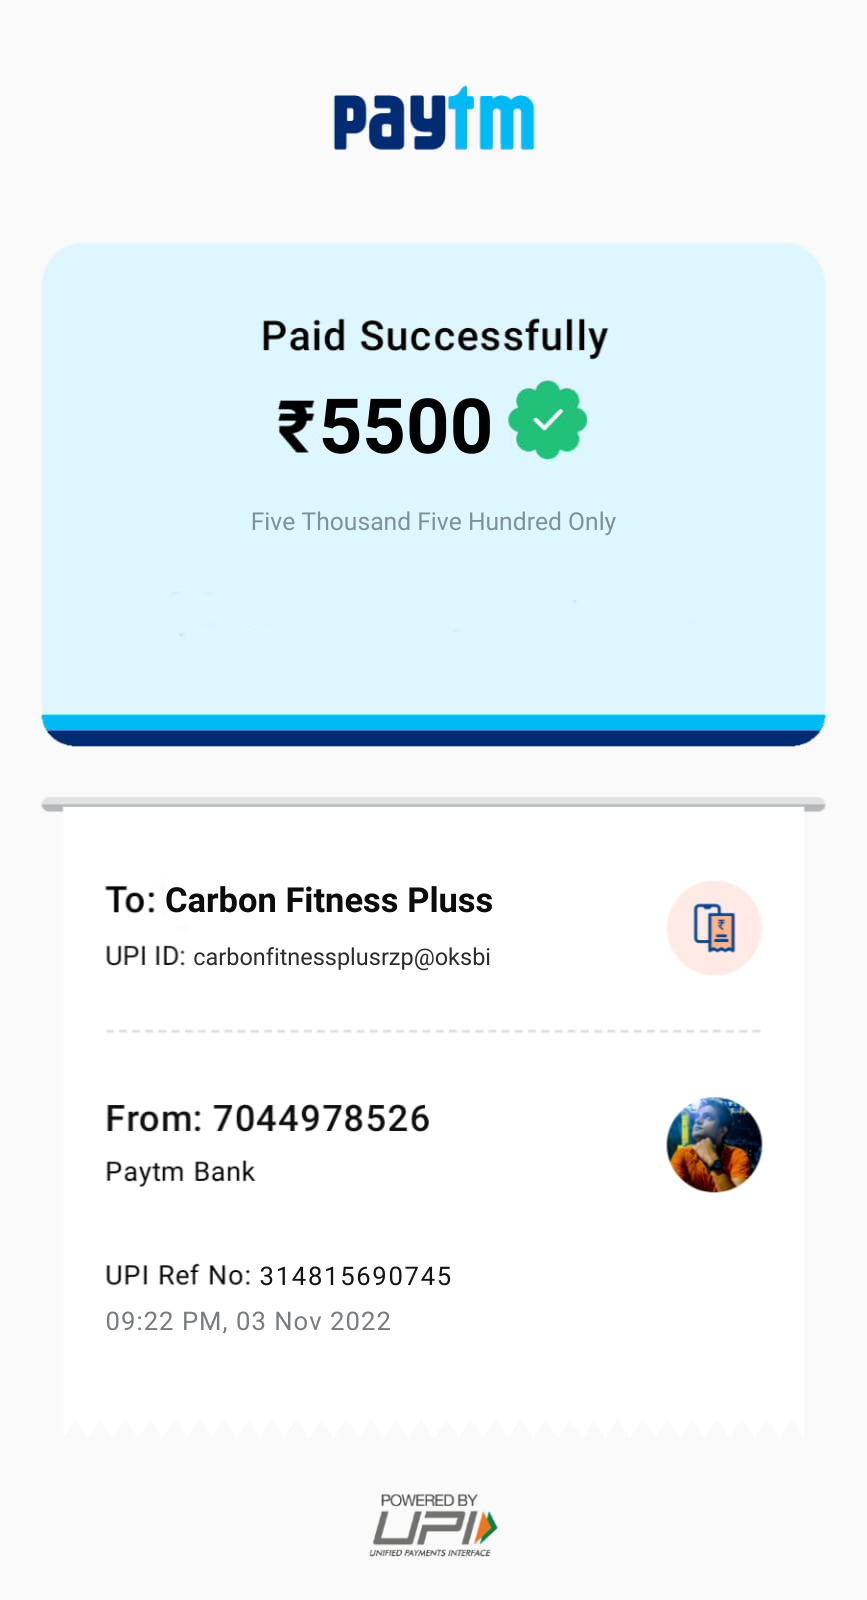 paytm
Paid Successfully
₹5500
Five Thousand Five Hundred Only
To: Carbon Fitness Pluss
UPI ID: carbonfitnessplusrzp@oksbi
From: 7044978526
Paytm Bank
UPI Ref No: 314815690745
09:22 PM, 03 Nov 2022
POWERED BY
UPI
UNIFIED PAYMENTS INTERFACE